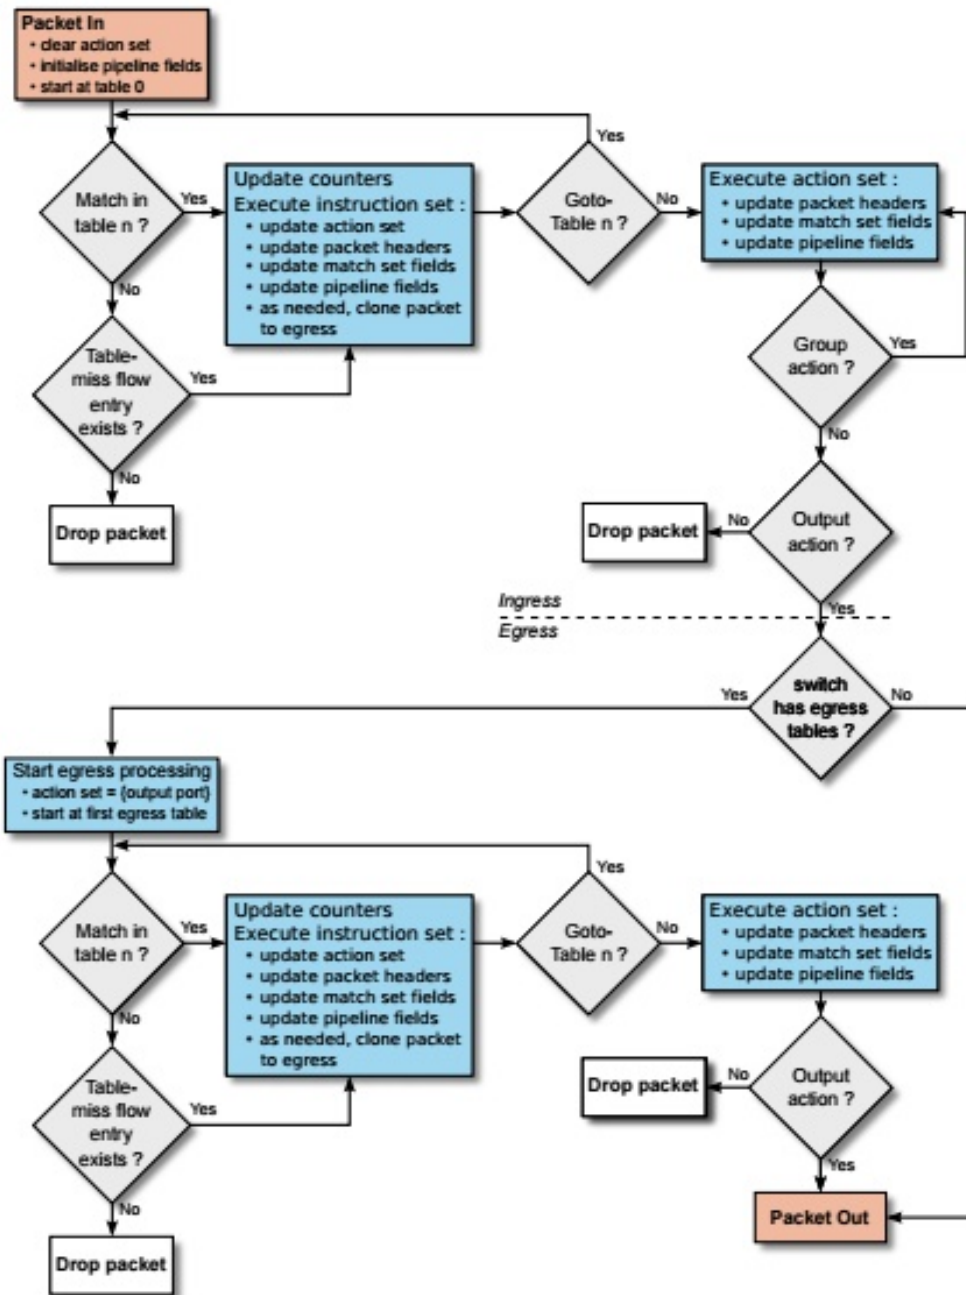 Packet In
• clear action set
• initialise pipeline fields
• start at table 0
Yes
Match in
table n ?
Yes
Update counters
Execute instruction set :
• update action set
• update packet headers
• update match set fields
• update pipeline fields
• as needed, clone packet
to egress
Goto-
Table n ?
No
Execute action set :
• update packet headers
• update match set fields
• update pipeline fields
No
Table-
miss flow
entry
exists ?
Yes
Group
action ?
Yes
No
No
Drop packet
Drop packet
No
Output
action ?
Yes
Ingress
Egress
Yes
switch
has egress
tables ?
No
Start egress processing
• action set = {output port}
• start at first egress table
Yes
Match in
table n ?
Yes
Update counters
Execute instruction set :
• update action set
• update packet headers
• update match set fields
• update pipeline fields
• as needed, clone packet
to egress
Goto-
Table n ?
No
Execute action set :
• update packet headers
• update match set fields
• update pipeline fields
No
Table-
miss flow
entry
exists ?
Yes
Drop packet
No
Output
action ?
Yes
No
Drop packet
Packet Out